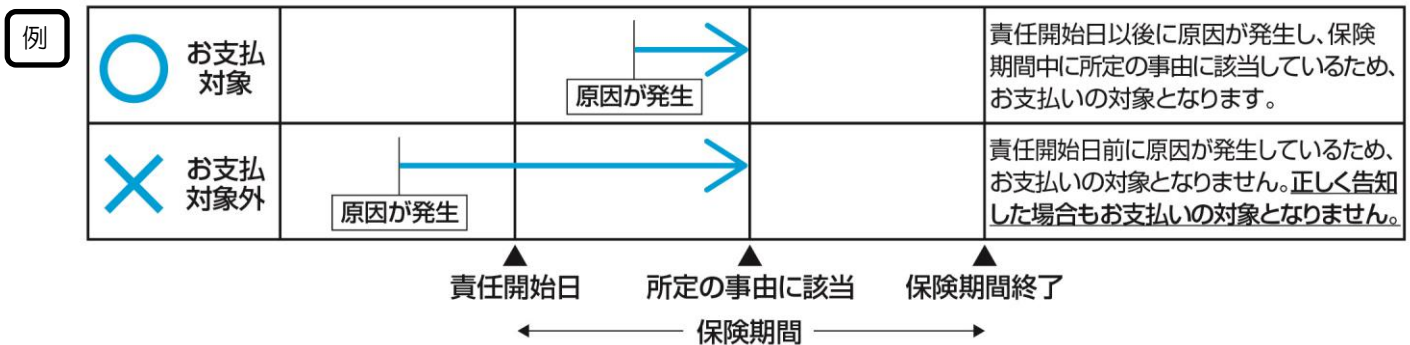 例
お支払
対象
原因が発生
責任開始日以後に原因が発生し、保険
期間中に所定の事由に該当しているため、
お支払いの対象となります。
お支払
対象外
原因が発生
責任開始日前に原因が発生しているため、
お支払いの対象となりません。正しく告知
した場合もお支払いの対象となりません。
責任開始日
所定の事由に該当
保険期間終了
保険期間